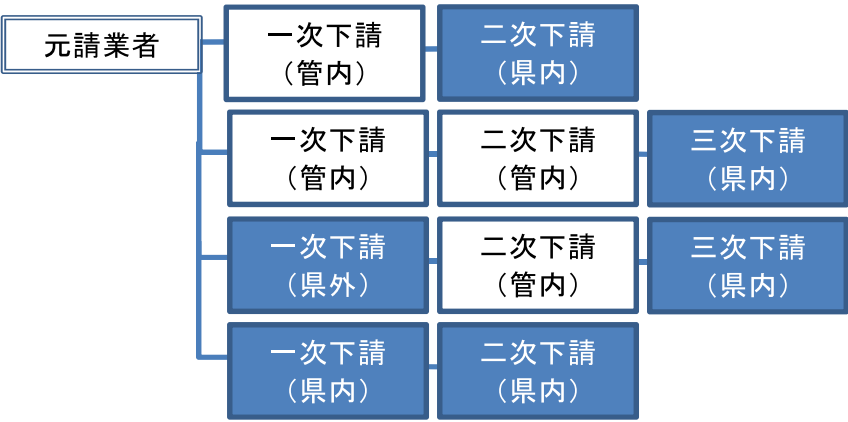 元請業者
一次下請
（管内）
二次下請
（県内）
一次下請
（管内）
二次下請
（管内）
三次下請
（県内）
一次下請
（県外）
二次下請
（管内）
三次下請
（県内）
一次下請
（県内）
二次下請
（県内）